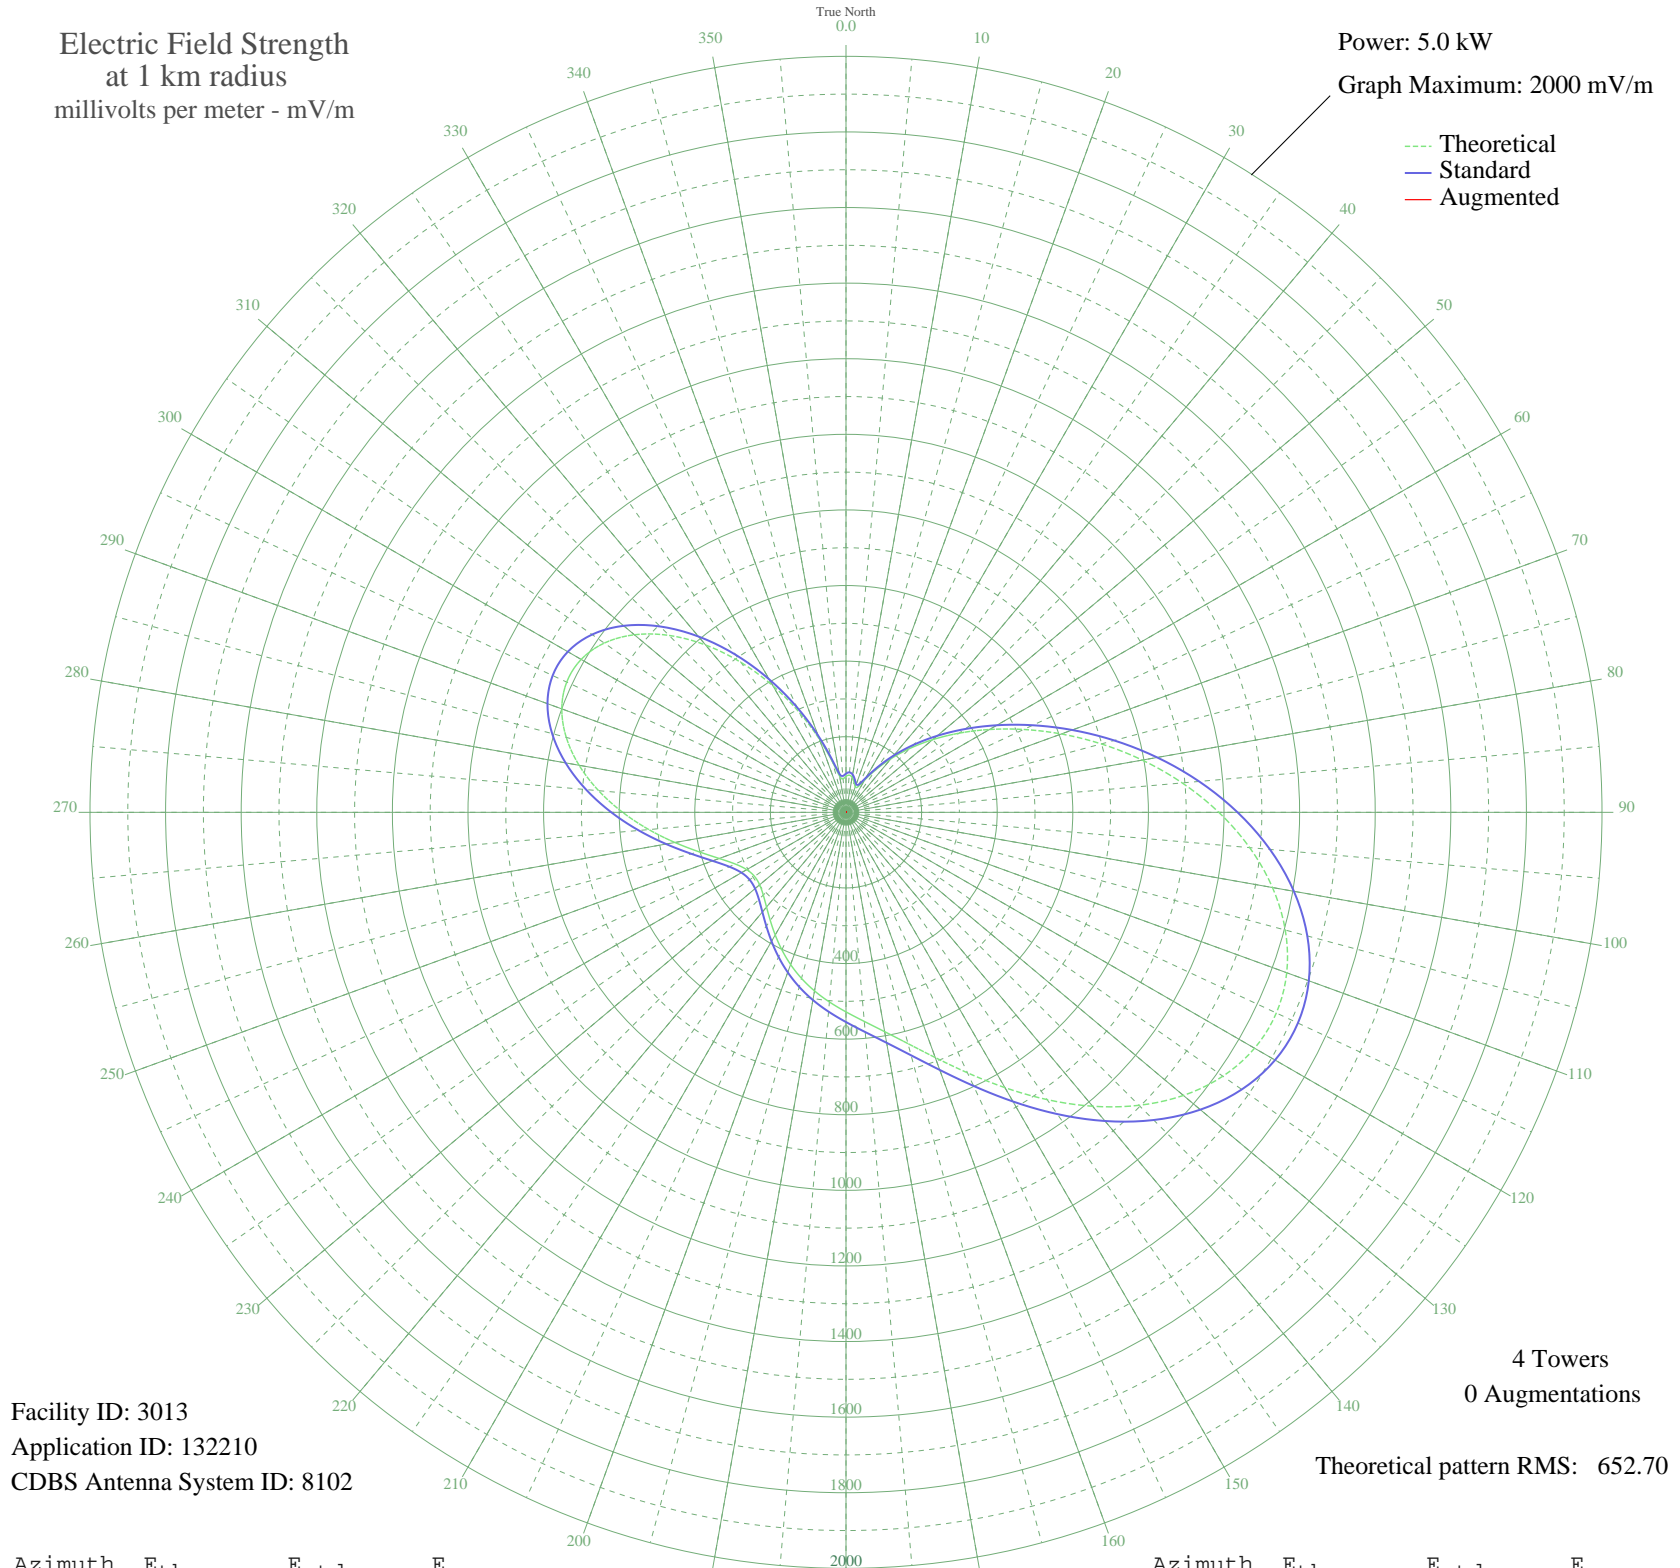 True North
0.0
Electric Field Strength
at 1 km radius
millivolts per meter - mV/m
Power: 5.0 kW
Graph Maximum: 2000 mV/m
Theoretical
Standard
Augmented
10
20
30
40
50
60
70
80
90
100
110
120
130
140
150
160
200
210
220
230
240
250
260
270
280
290
300
310
320
330
340
350
400
600
800
1000
1200
1400
1600
1800
2000
4 Towers
0 Augmentations
Theoretical pattern RMS: 652.70
Facility ID: 3013
Application ID: 132210
CDBS Antenna System ID: 8102
Azimuth E E E Azimuth E E E